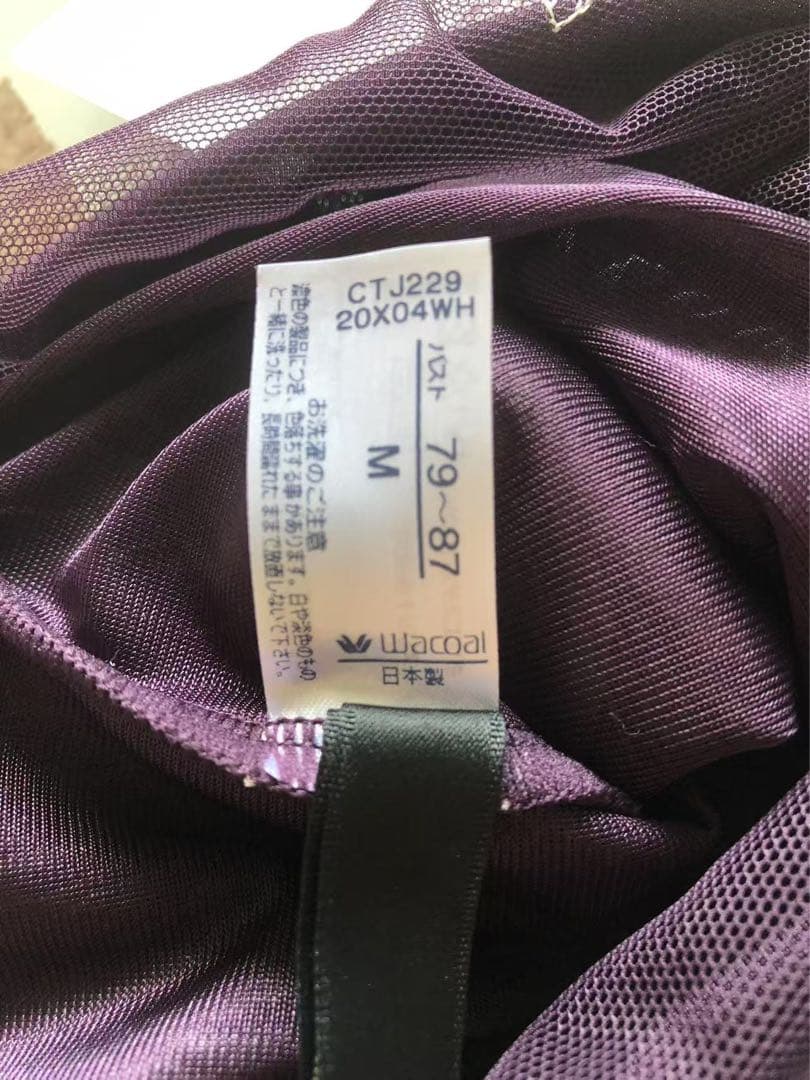 CTJ229
20X04WH
バスト 79〜87
M
お洗濯のご注意
濃色の製品につき、色落ちする事があります。白や淡色のもの
と一緒に洗ったり、長時間濡れたままで放置しないで下さい。
wacoal
日本製